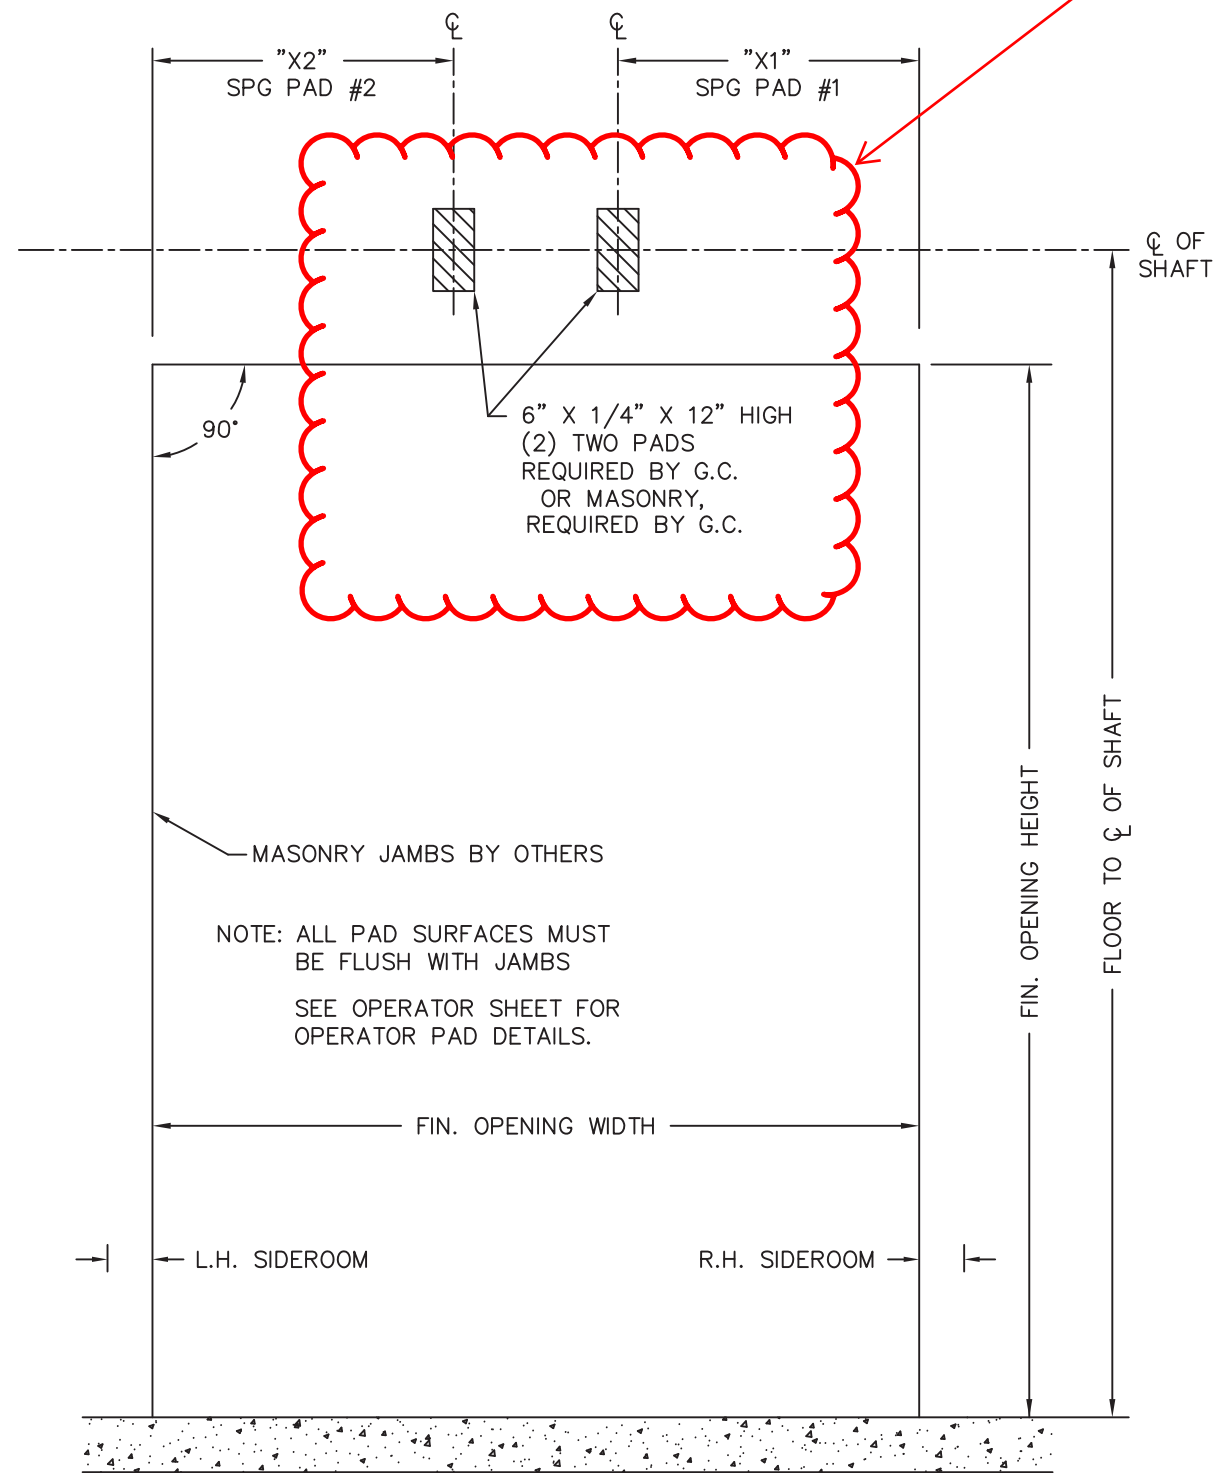 ℄ ℄
"X2" "X1"
SPG PAD #2 SPG PAD #1
℄ OF
SHAFT
90°
6" X 1/4" X 12" HIGH
(2) TWO PADS
REQUIRED BY G.C.
OR MASONRY,
REQUIRED BY G.C.
MASONRY JAMBS BY OTHERS
NOTE: ALL PAD SURFACES MUST
BE FLUSH WITH JAMBS
SEE OPERATOR SHEET FOR
OPERATOR PAD DETAILS.
FIN. OPENING HEIGHT
FLOOR TO ℄ OF SHAFT
FIN. OPENING WIDTH
L.H. SIDEROOM R.H. SIDEROOM